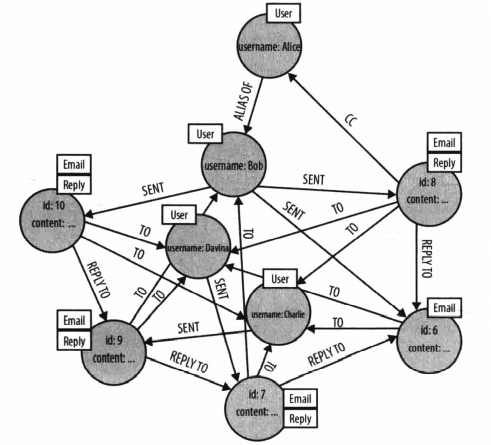 User
username: Alice
ALIAS OF
CC
User
username: Bob
Email
Reply
id: 8
content: ...
Email
Reply
id: 10
content: ...
SENT
SENT
SENT
TO
TO
User
username: Davina
TO
TO
TO
REPLY TO
REPLY TO
User
username: Charlie
SENT
TO
TO
TO
TO
Email
id: 6
content: ...
Email
Reply
id: 9
content: ...
SENT
REPLY TO
TO
REPLY TO
id: 7
content: ...
Email
Reply